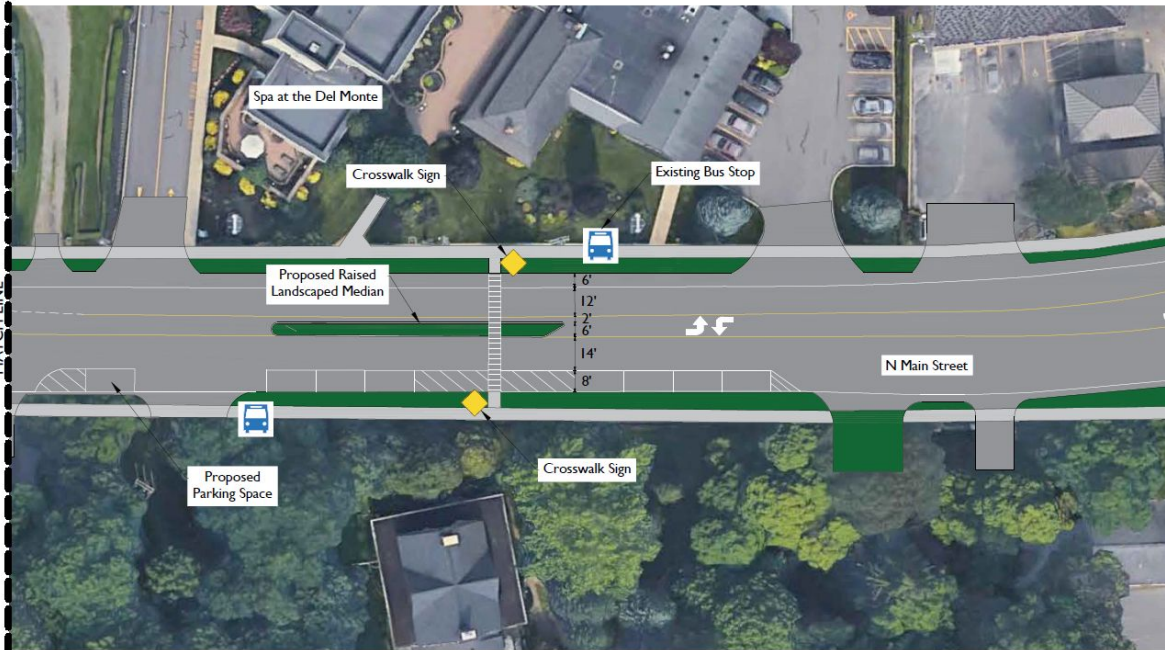 Spa at the Del Monte
Crosswalk Sign
Existing Bus Stop
Proposed Raised
Landscaped Median
6'
12'
2'
6'
14'
8'
N Main Street
Proposed
Parking Space
Crosswalk Sign